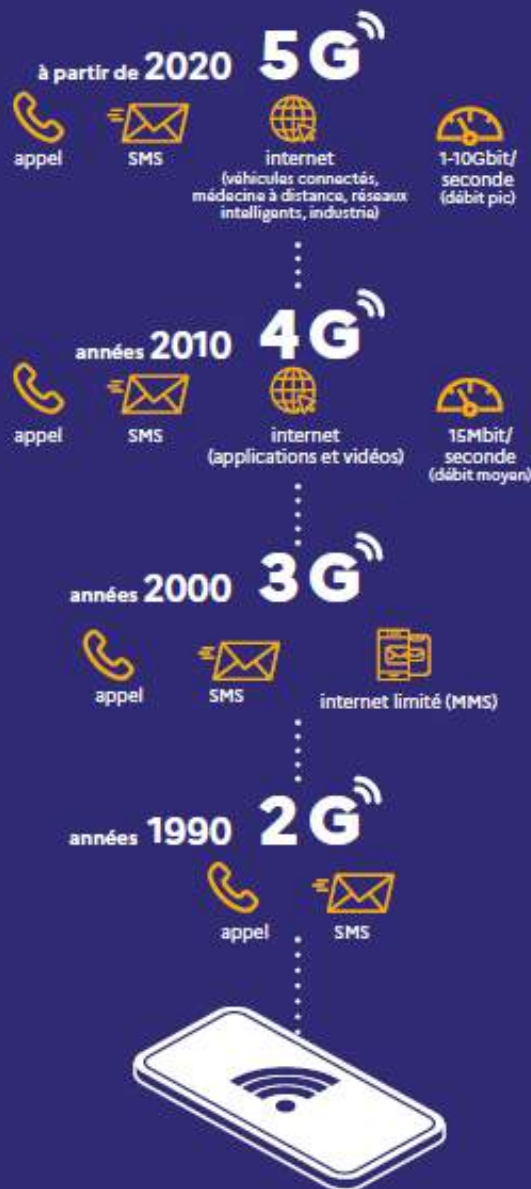 à partir de 2020 5G
appel
SMS
internet
(véhicules connectés,
médecine à distance, réseaux
intelligents, industrie)
1-10Gbit/
seconde
(débit pic)
années 2010 4G
appel
SMS
internet
(applications et vidéos)
15Mbit/
seconde
(débit moyen)
années 2000 3G
appel
SMS
internet limité (MMS)
années 1990 2G
appel
SMS